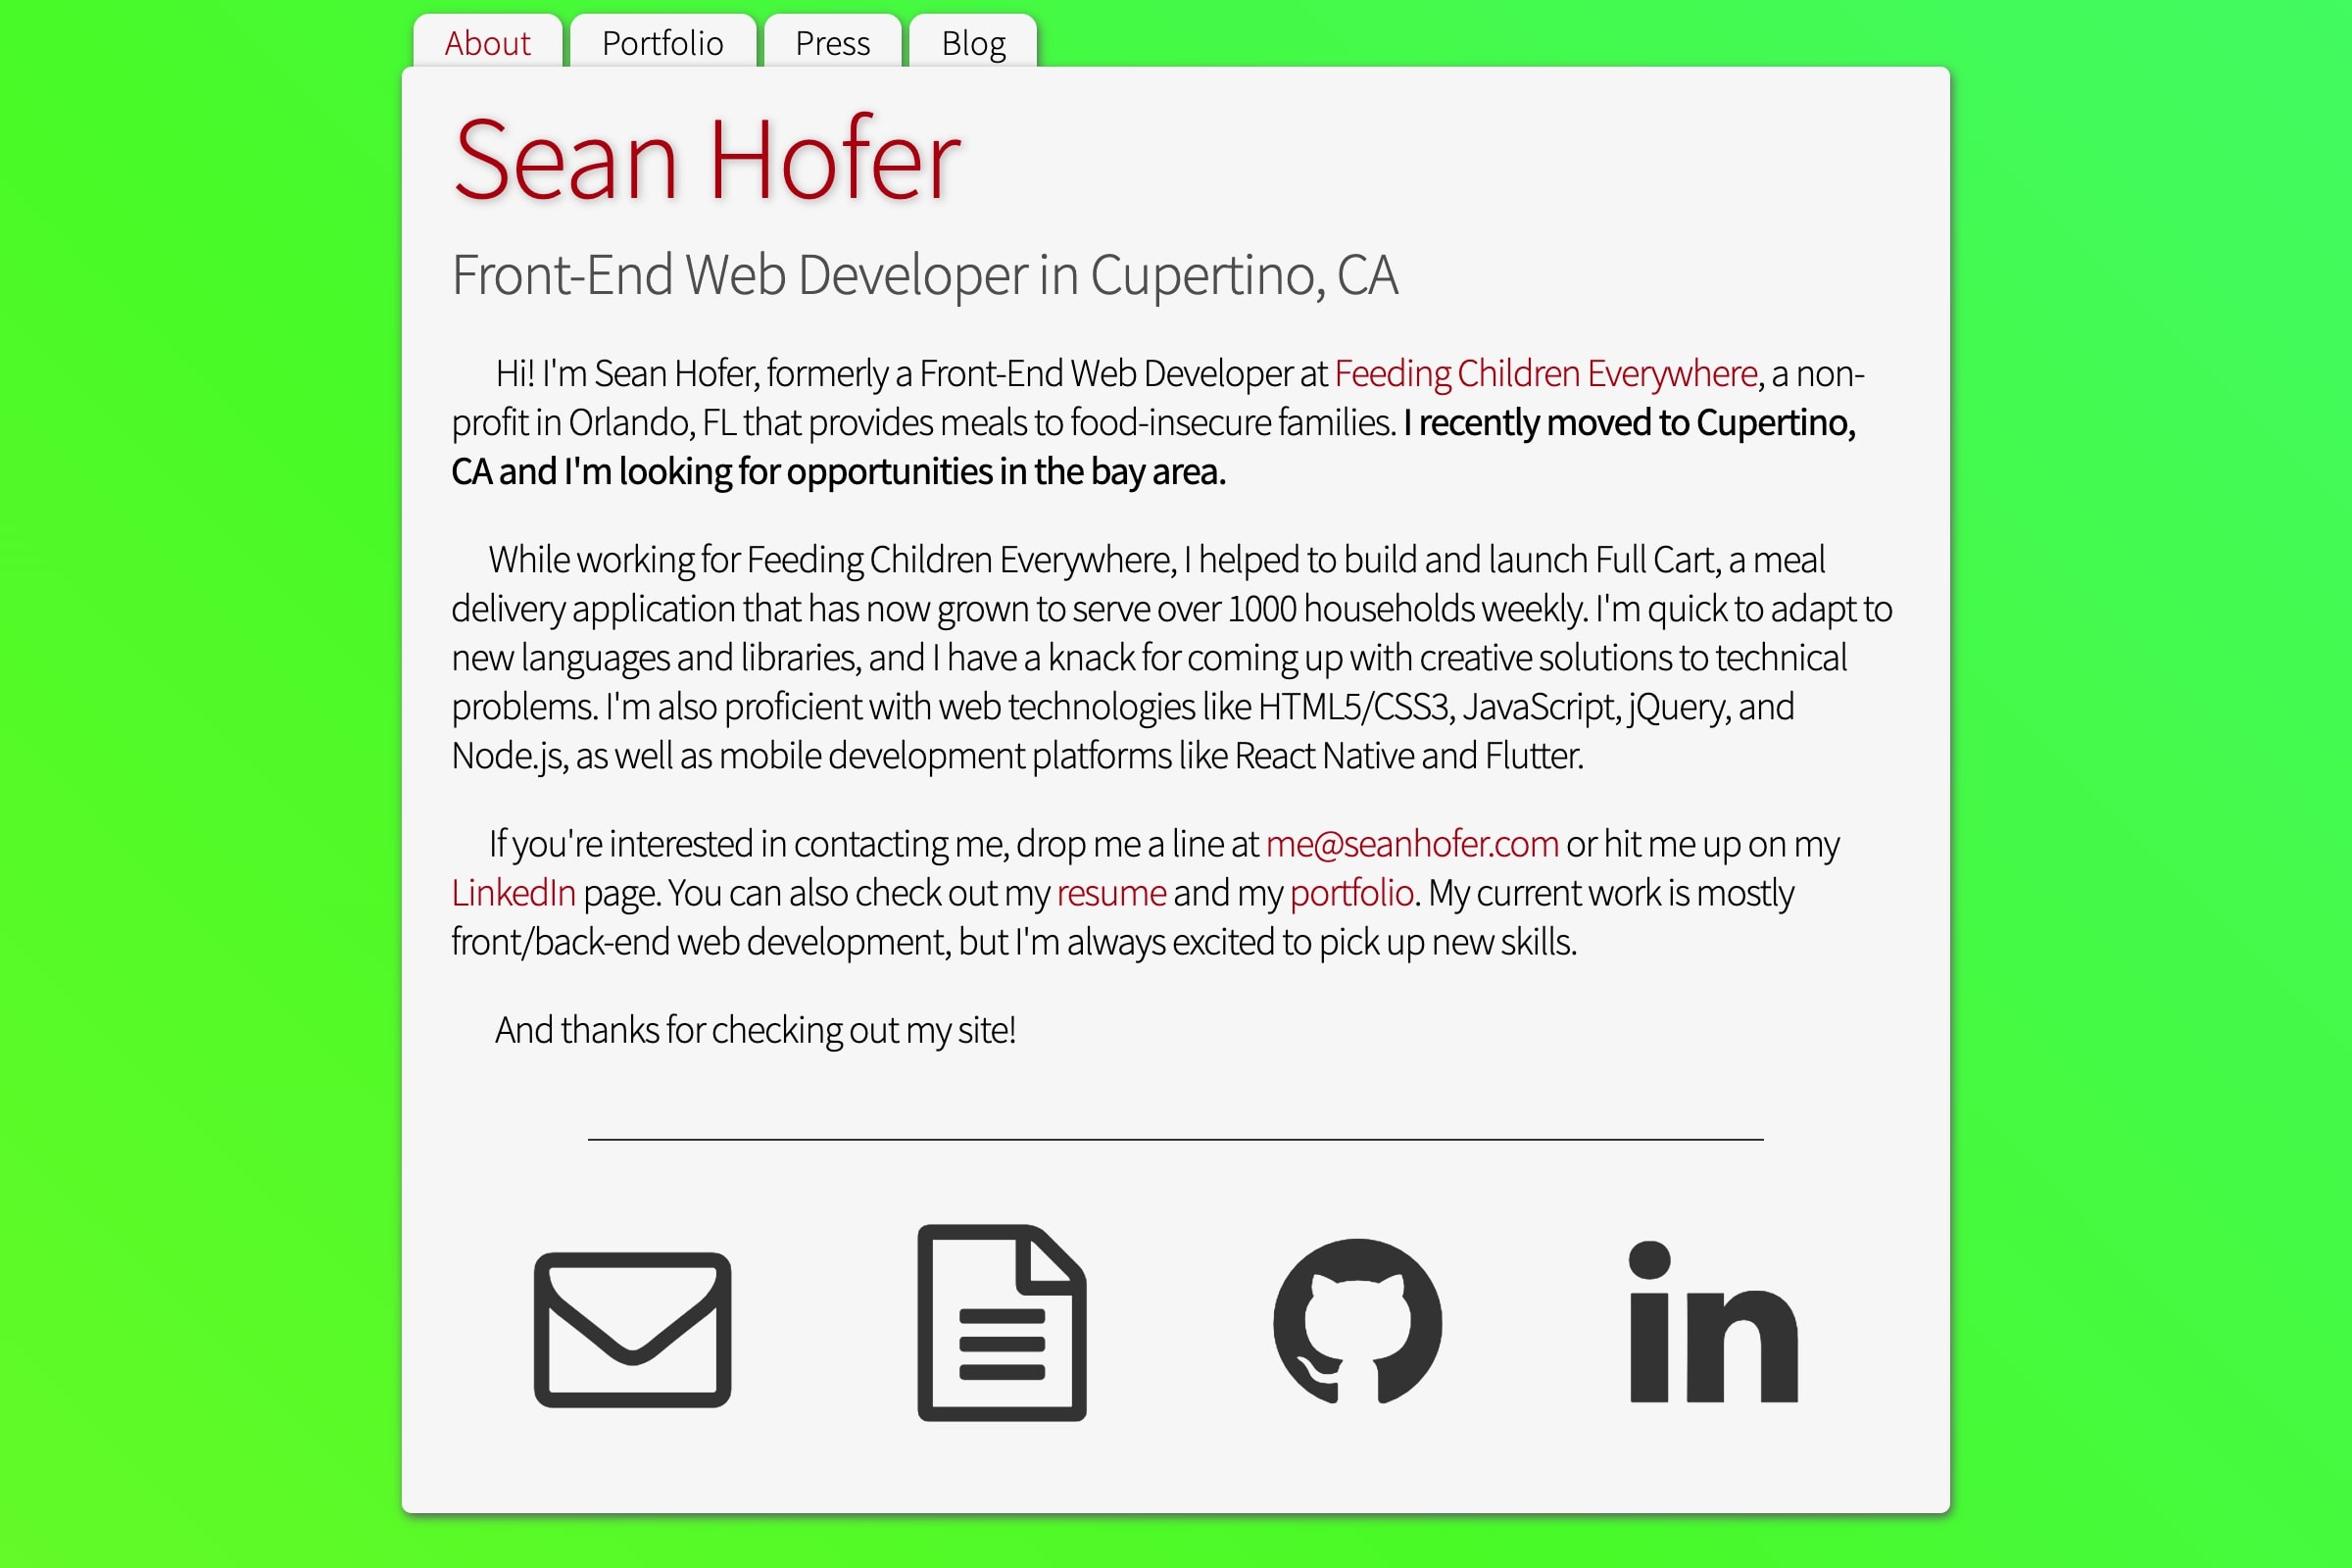 About Portfolio Press Blog
Sean Hofer
Front-End Web Developer in Cupertino, CA
Hi! I'm Sean Hofer, formerly a Front-End Web Developer at Feeding Children Everywhere, a non-
profit in Orlando, FL that provides meals to food-insecure families. I recently moved to Cupertino,
CA and I'm looking for opportunities in the bay area.
While working for Feeding Children Everywhere, I helped to build and launch Full Cart, a meal
delivery application that has now grown to serve over 1000 households weekly. I'm quick to adapt to
new languages and libraries, and I have a knack for coming up with creative solutions to technical
problems. I'm also proficient with web technologies like HTML5/CSS3, JavaScript, jQuery, and
Node.js, as well as mobile development platforms like React Native and Flutter.
If you're interested in contacting me, drop me a line at me@seanhofer.com or hit me up on my
LinkedIn page. You can also check out my resume and my portfolio. My current work is mostly
front/back-end web development, but I'm always excited to pick up new skills.
And thanks for checking out my site!
in